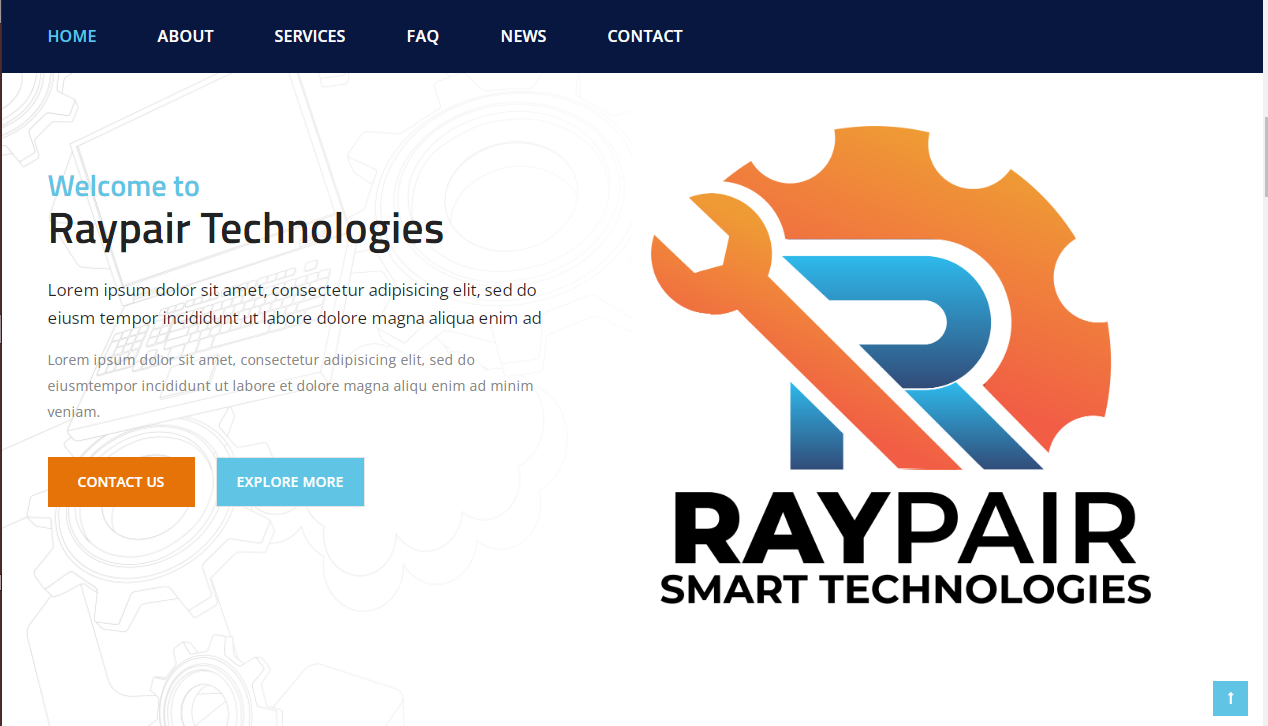 HOME ABOUT SERVICES FAQ NEWS CONTACT
Welcome to
Raypair Technologies
Lorem ipsum dolor sit amet, consectetur adipisicing elit, sed do
eiusm tempor incididunt ut labore dolore magna aliqua enim ad
Lorem ipsum dolor sit amet, consectetur adipisicing elit, sed do
eiusmtempor incididunt ut labore et dolore magna aliqu enim ad minim
veniam.
CONTACT US EXPLORE MORE
R
RAYPAIR
SMART TECHNOLOGIES